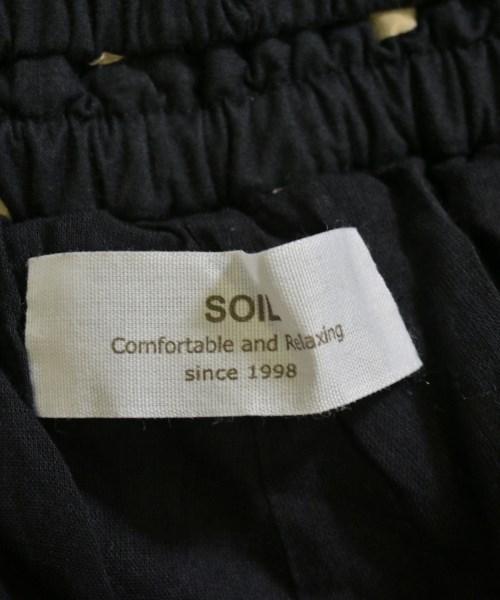 SOIL
Comfortable and Relaxing
since 1998